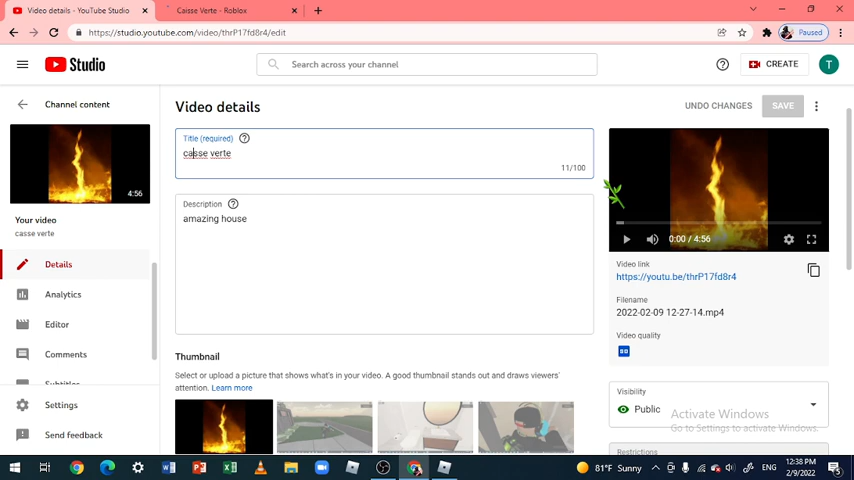 Video details - YouTube Studio
Caisse Verte - Roblox
https://studio.youtube.com/video/thrP17fd8r4/edit
Paused
Studio
Search across your channel
CREATE
T
Channel content
Video details
UNDO CHANGES
SAVE
4:56
Title (required)
casse verte
11/100
Your video
casse verte
Description
amazing house
0:00 / 4:56
Details
Analytics
Editor
Comments
Subtitles
Settings
Send feedback
Video link
https://youtu.be/thrP17fd8r4
Filename
2022-02-09 12-27-14.mp4
Video quality
Thumbnail
Select or upload a picture that shows what's in your video. A good thumbnail stands out and draws viewers'
attention. Learn more
Visibility
Public
Activate Windows
Go to Settings to activate Windows.
Restrictions
81°F Sunny
ENG
12:38 PM
2/9/2022